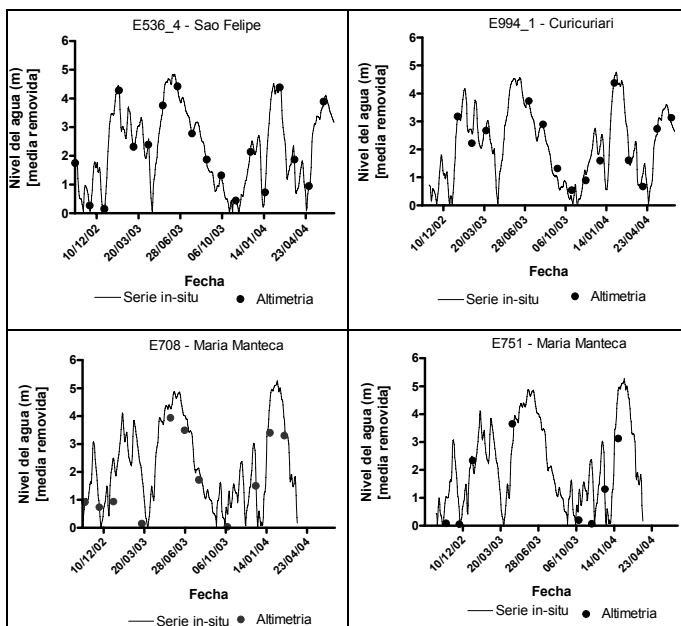 E536_4 - Sao Felipe
Nivel del agua (m)
[media removida]
6
5
4
3
2
1
0
10/12/02
20/03/03
28/06/03
06/10/03
14/01/04
23/04/04
Fecha
Serie in-situ
Altimetria
E994_1 - Curicuriari
Nivel del agua (m)
[media removida]
6
5
4
3
2
1
0
10/12/02
20/03/03
28/06/03
06/10/03
14/01/04
23/04/04
Fecha
Serie in-situ
Altimetria
E708 - Maria Manteca
Nivel del agua (m)
[media removida]
6
5
4
3
2
1
0
10/12/02
20/03/03
28/06/03
06/10/03
14/01/04
23/04/04
Fecha
Serie in-situ
Altimetria
E751 - Maria Manteca
Nivel del agua (m)
[media removida]
6
5
4
3
2
1
0
10/12/02
20/03/03
28/06/03
06/10/03
14/01/04
23/04/04
Fecha
Serie in-situ
Altimetria